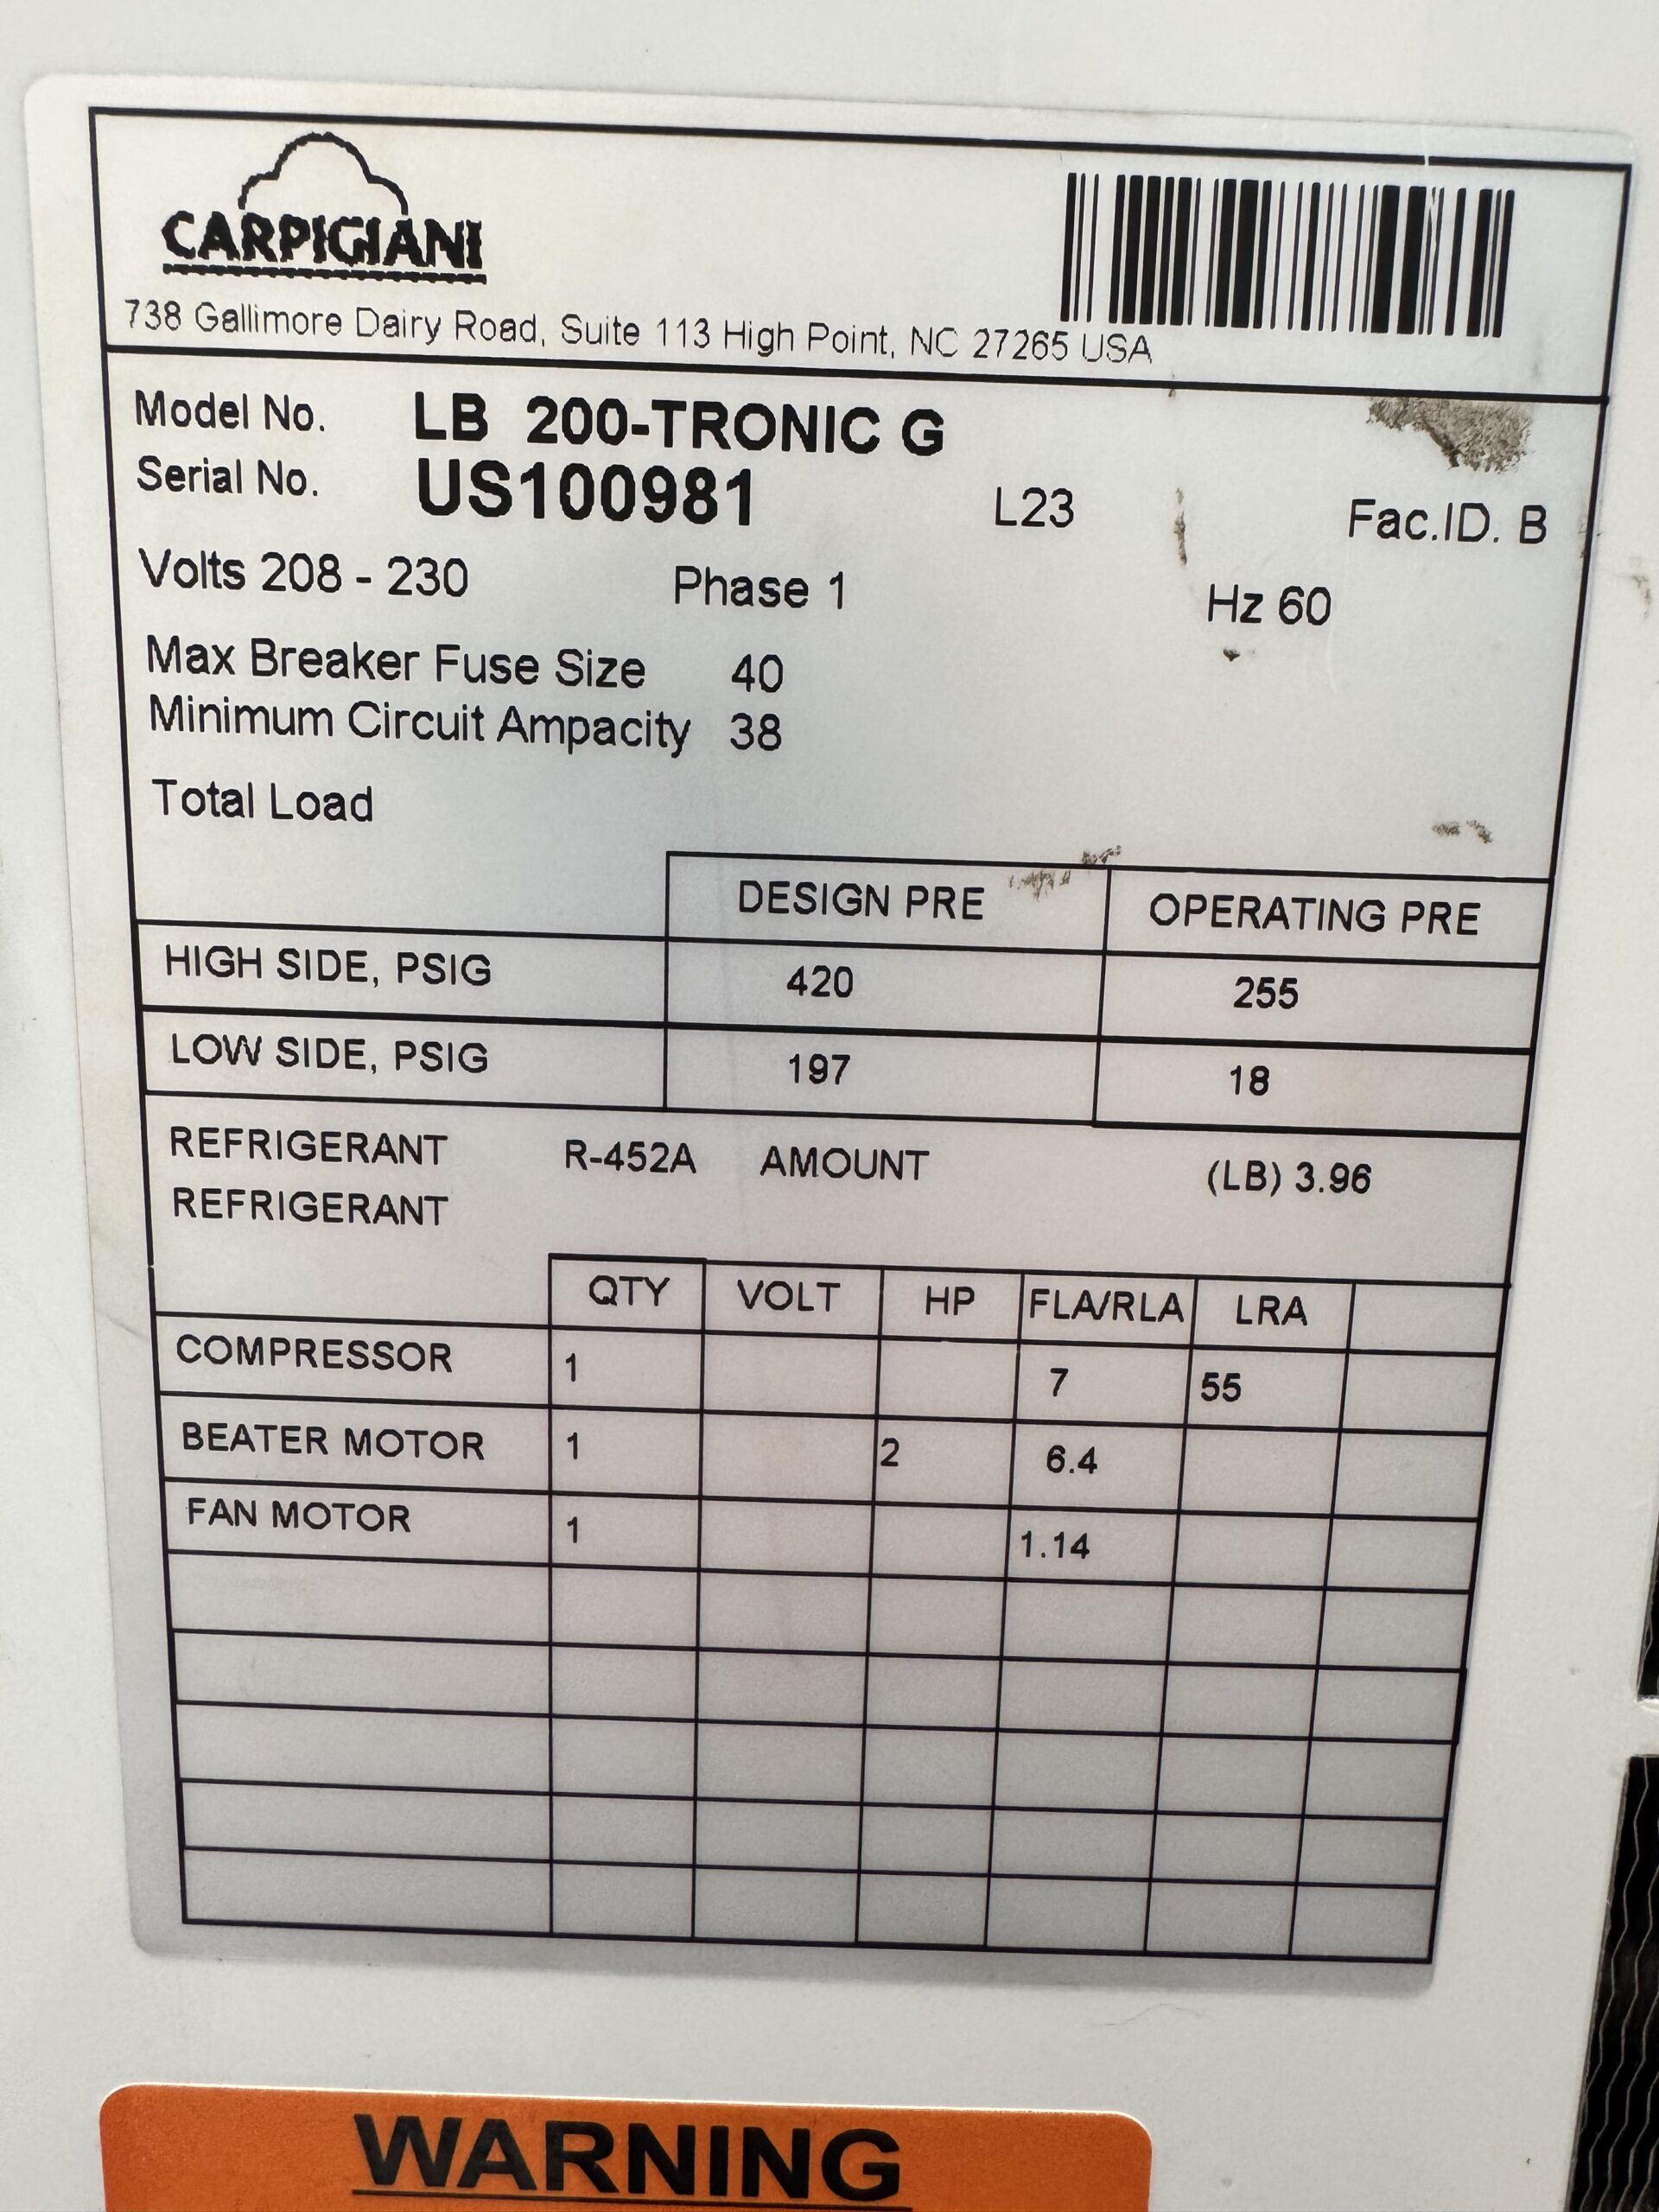 CARPIGIANI
738 Gallimore Dairy Road, Suite 113 High Point, NC 27265 USA
Model No. LB 200-TRONIC G
Serial No. US100981 L23 Fac.ID. B
Volts 208 - 230 Phase 1 Hz 60
Max Breaker Fuse Size 40
Minimum Circuit Ampacity 38
Total Load
DESIGN PRE OPERATING PRE
HIGH SIDE, PSIG 420 255
LOW SIDE, PSIG 197 18
REFRIGERANT R-452A AMOUNT (LB) 3.96
REFRIGERANT
QTY VOLT HP FLA/RLA LRA
COMPRESSOR 1 7 55
BEATER MOTOR 1 2 6.4
FAN MOTOR 1 1.14
WARNING